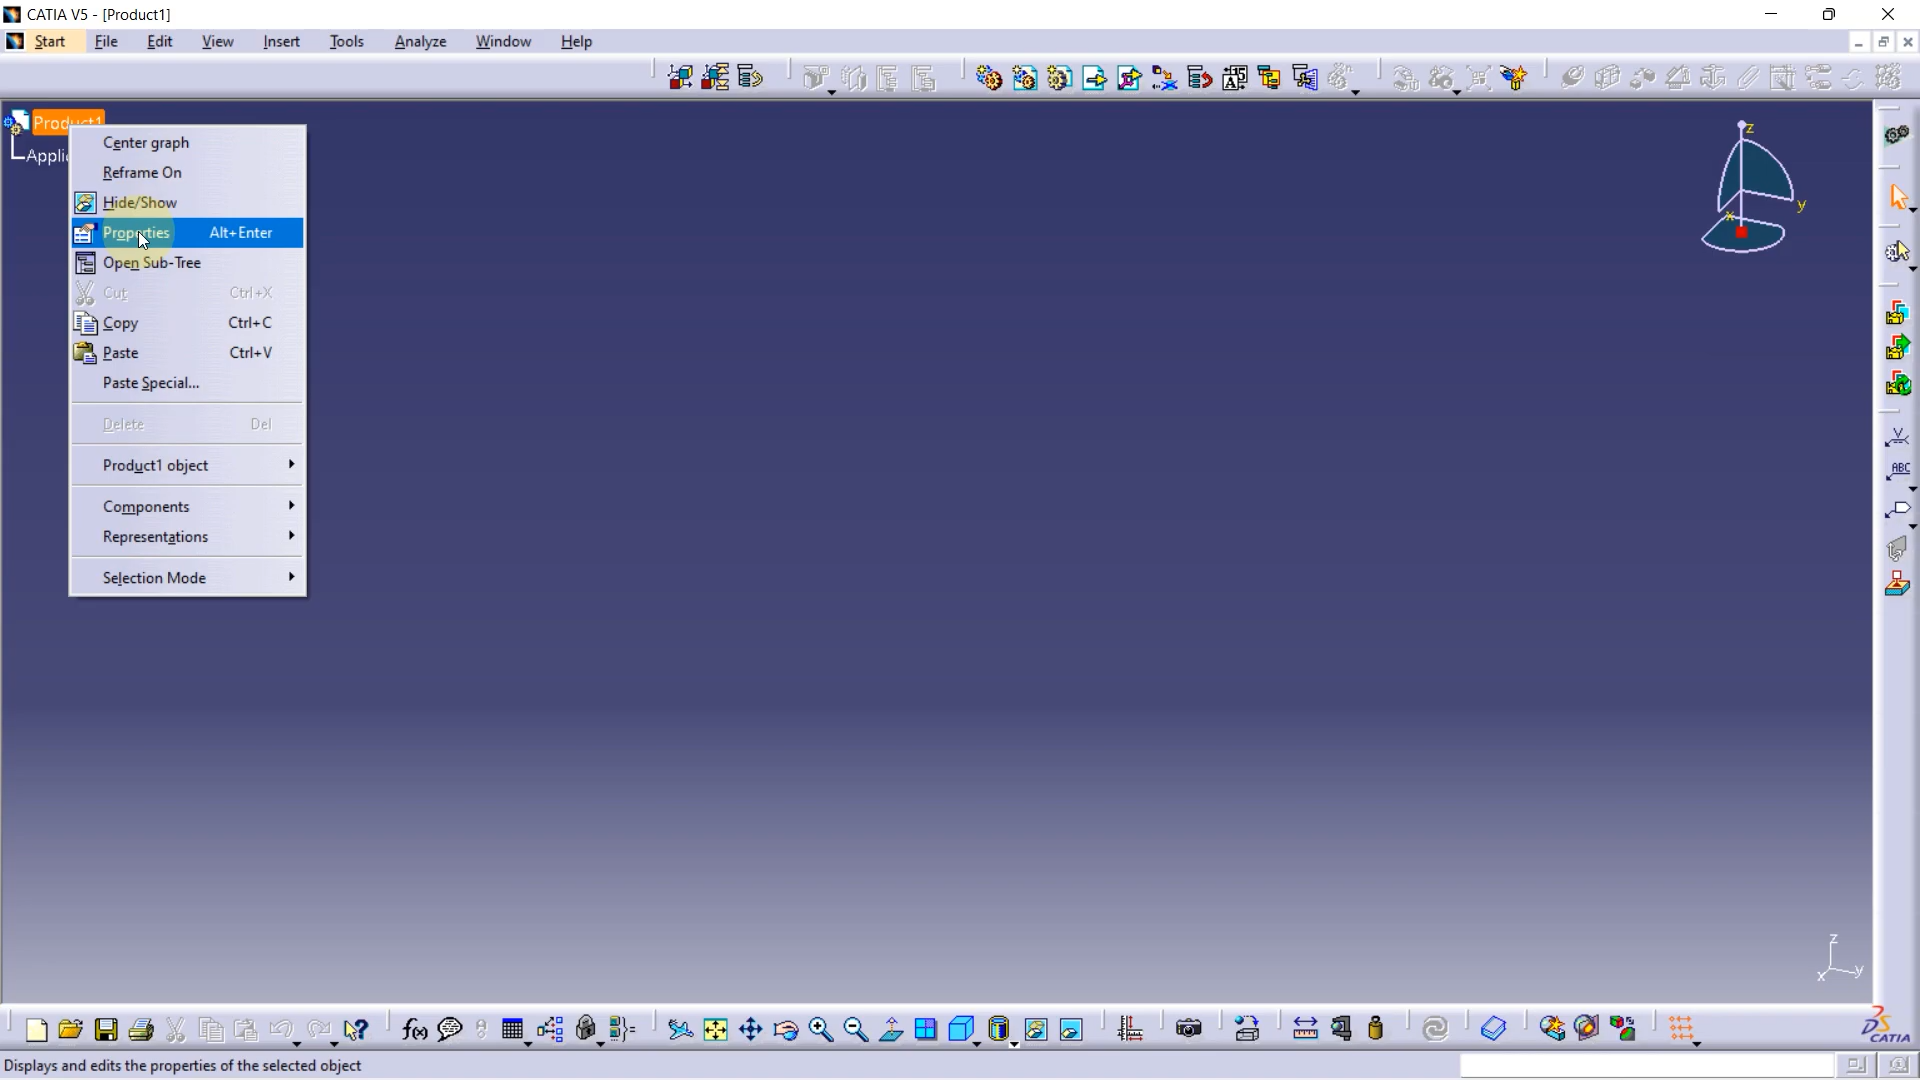 CATIA V5 - [Product1]
Start File Edit View Insert Tools Analyze Window Help
Product1
Applic
Center graph
Reframe On
Hide/Show
Properties Alt+Enter
Open Sub-Tree
Cut Ctrl+X
Copy Ctrl+C
Paste Ctrl+V
Paste Special...
Delete Del
Product1 object
Components
Representations
Selection Mode
z
y
x
ABC
z
x y
f(x)
CATIA
Displays and edits the properties of the selected object